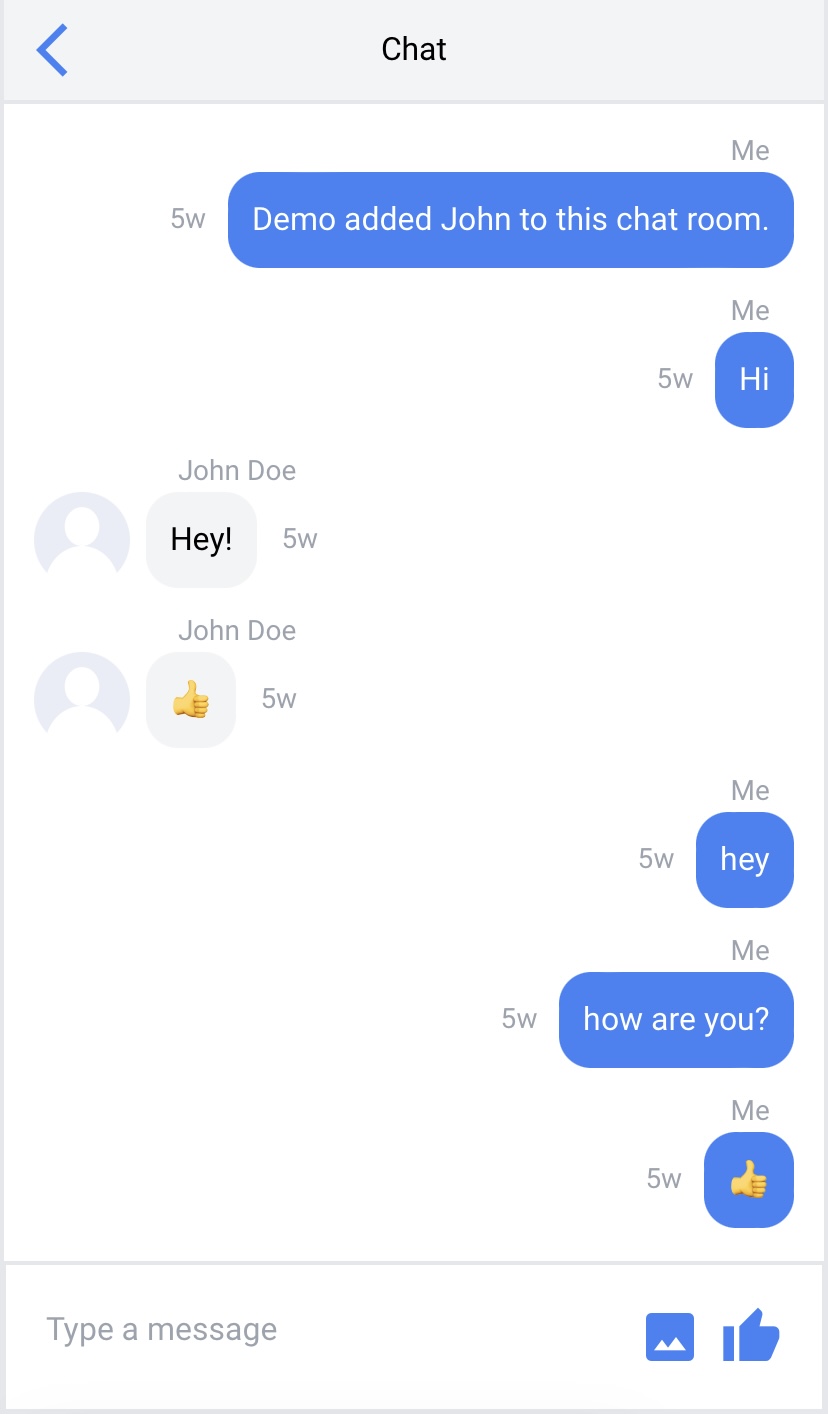 Chat
Me
5w Demo added John to this chat room.
Me
5w Hi
John Doe
Hey! 5w
John Doe
👍 5w
Me
5w hey
Me
5w how are you?
Me
5w 👍
Type a message